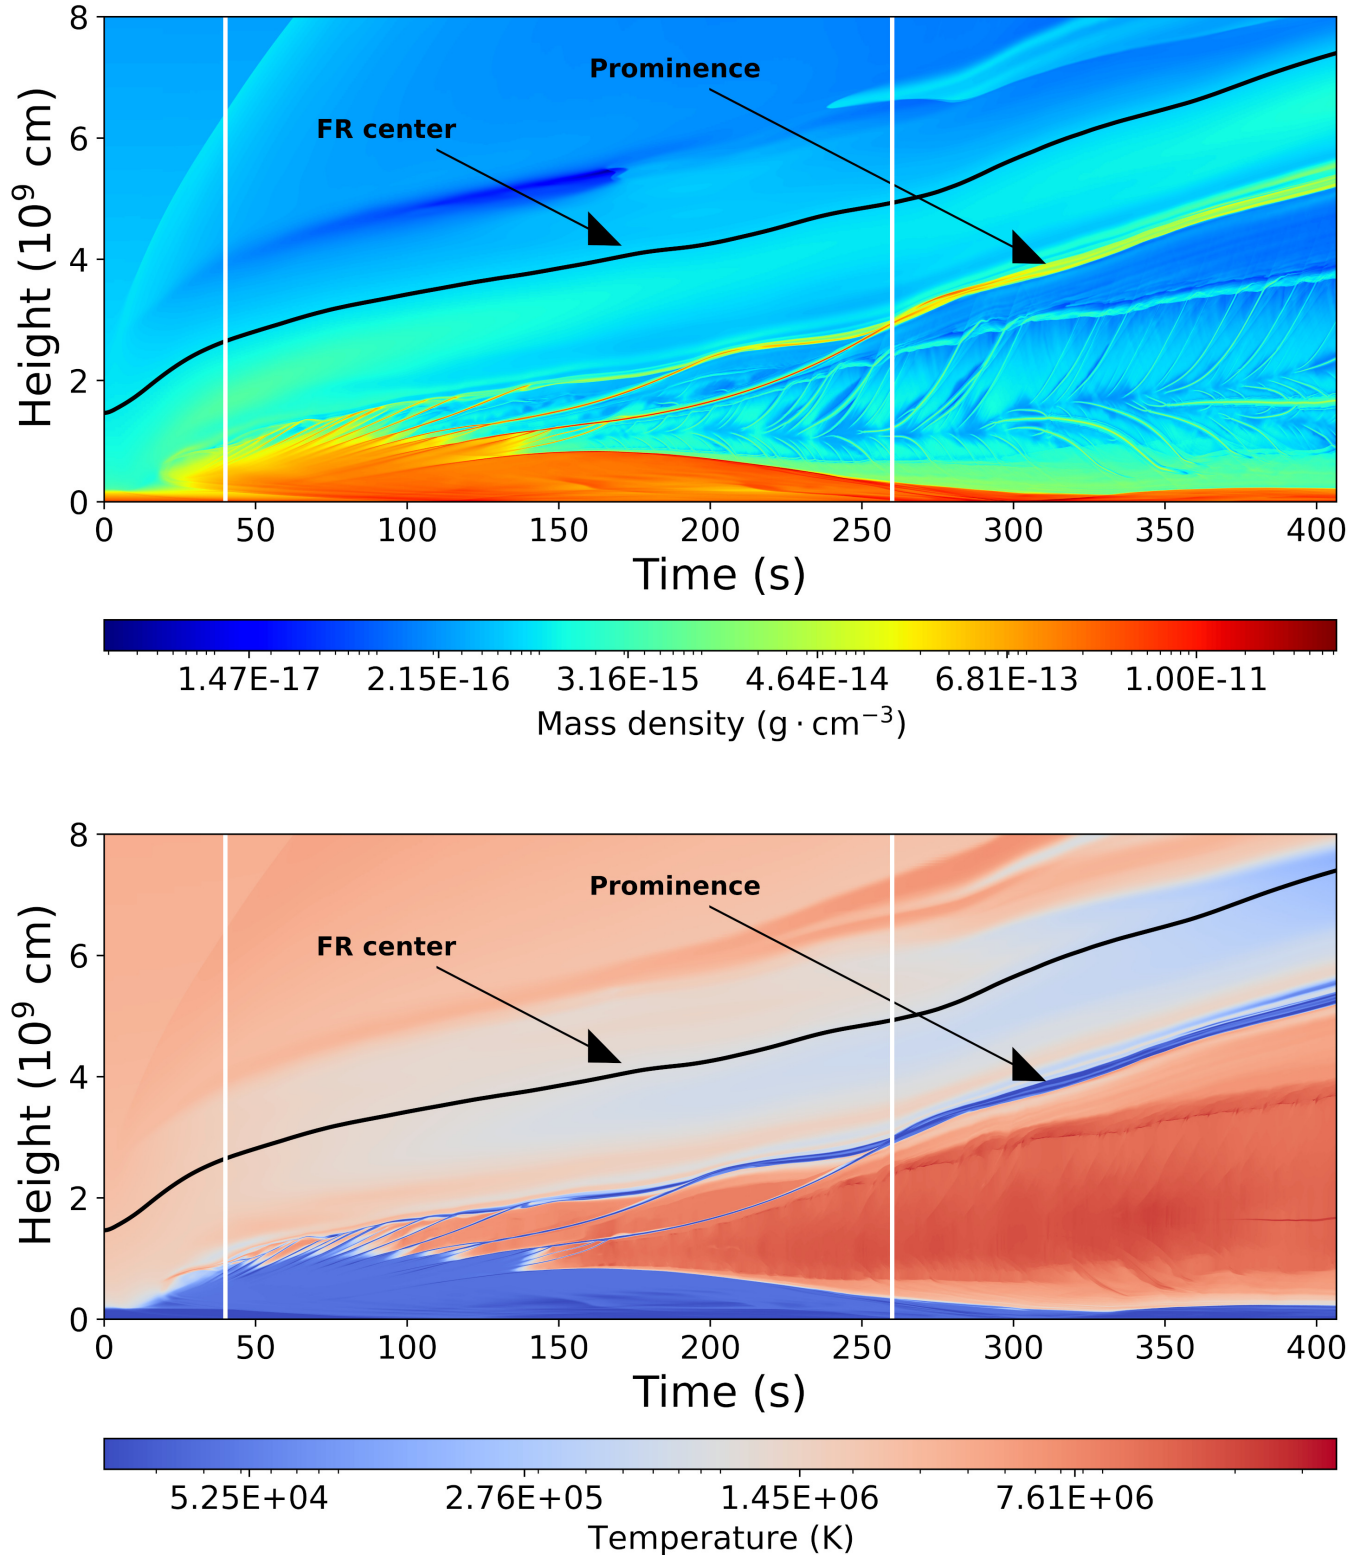 8
6
4
2
0
Height (10⁹ cm)
Prominence
FR center
0 50 100 150 200 250 300 350 400
Time (s)
1.47E-17 2.15E-16 3.16E-15 4.64E-14 6.81E-13 1.00E-11
Mass density (g · cm⁻³)
8
6
4
2
0
Height (10⁹ cm)
Prominence
FR center
0 50 100 150 200 250 300 350 400
Time (s)
5.25E+04 2.76E+05 1.45E+06 7.61E+06
Temperature (K)